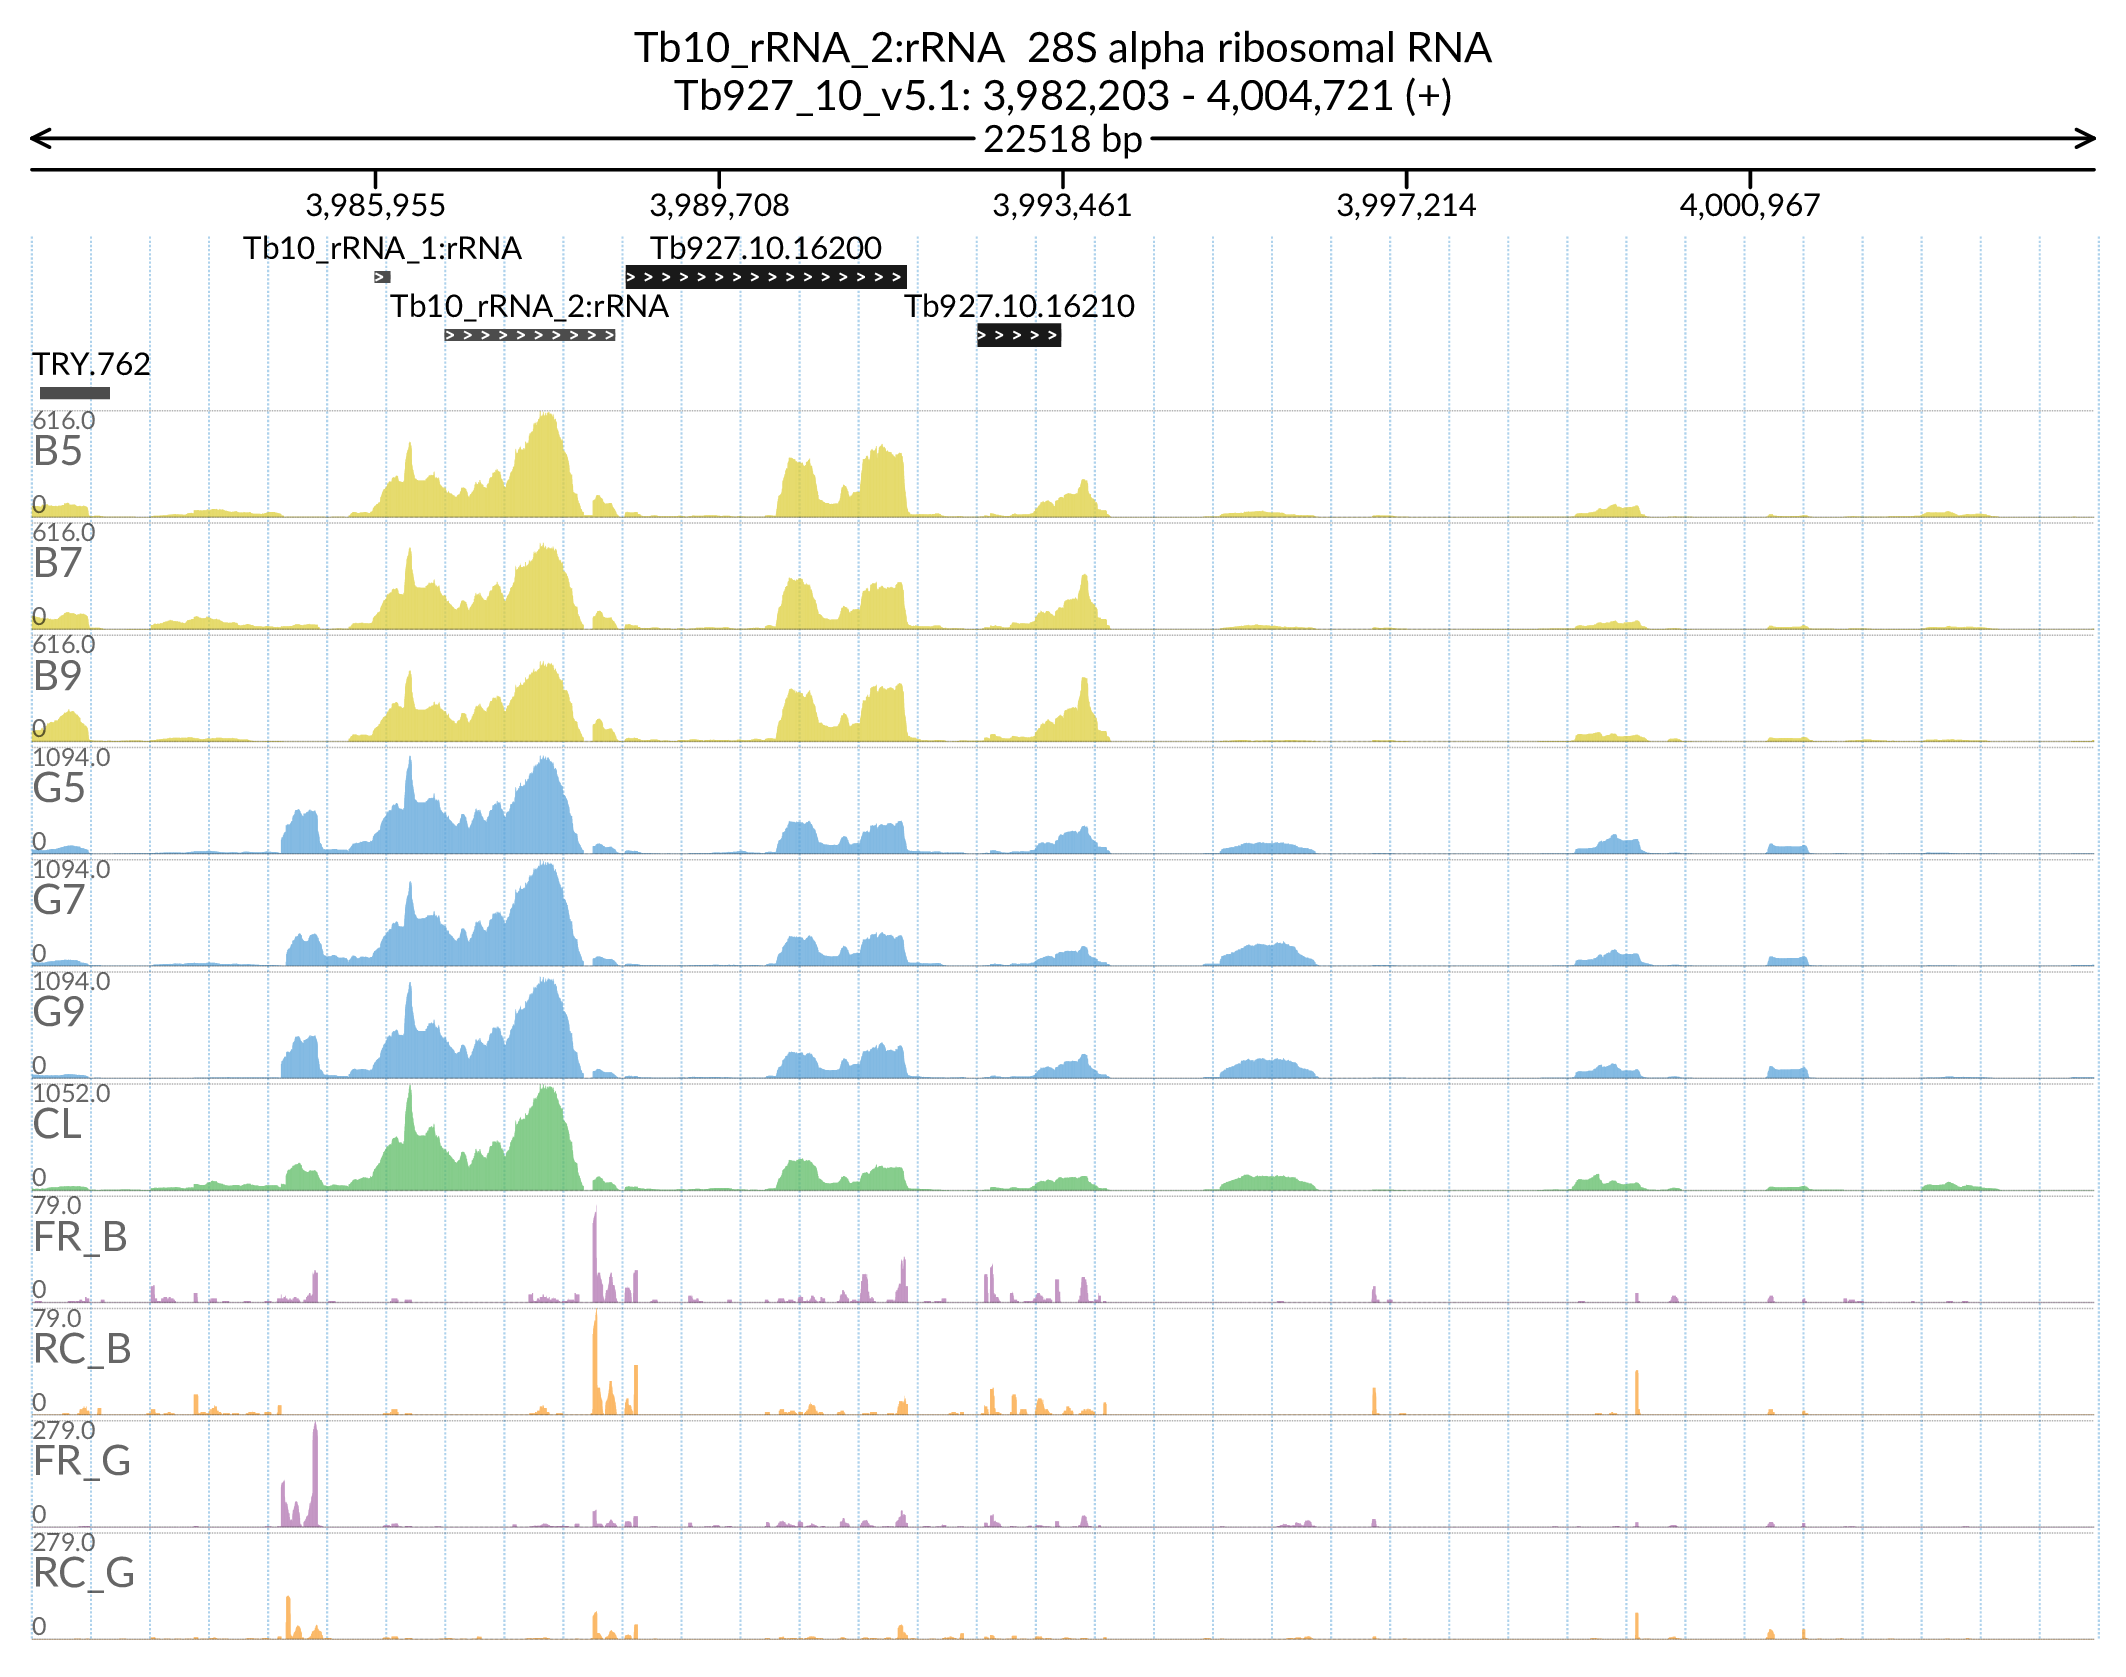 Tb10_rRNA_2:rRNA  28S alpha ribosomal RNA
Tb927_10_v5.1: 3,982,203 - 4,004,721 (+)
22518 bp
3,985,955 3,989,708 3,993,461 3,997,214 4,000,967
Tb10_rRNA_1:rRNA Tb927.10.16200
Tb10_rRNA_2:rRNA Tb927.10.16210
TRY.762
616.0
B5
0
616.0
B7
0
616.0
B9
0
1094.0
G5
0
1094.0
G7
0
1094.0
G9
0
1052.0
CL
0
79.0
FR_B
0
79.0
RC_B
0
279.0
FR_G
0
279.0
RC_G
0